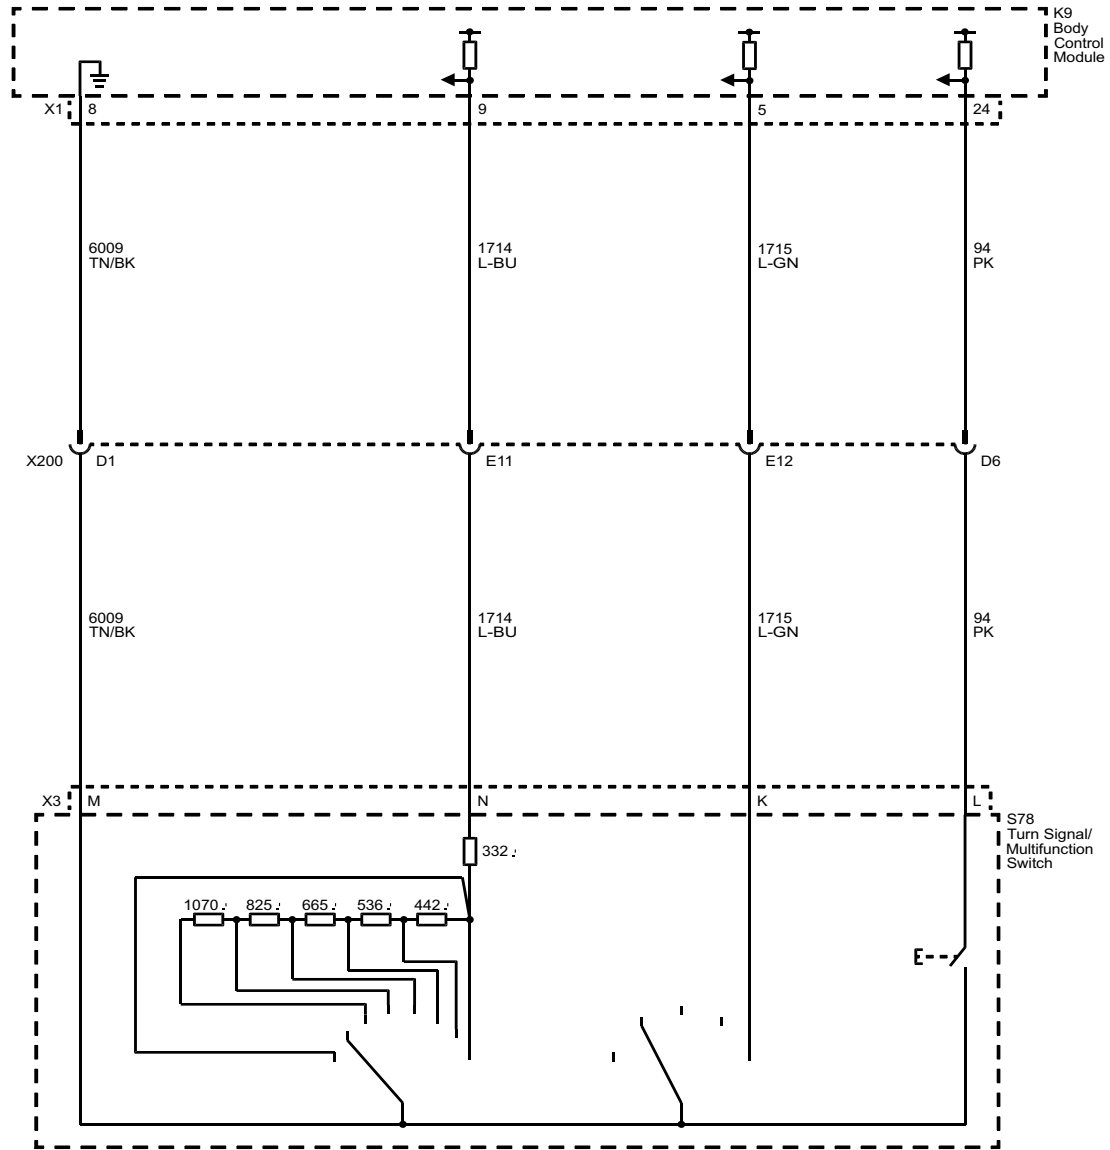 K9
Body
Control
Module
X1 8 9 5 24
6009 1714 1715 94
TN/BK L-BU L-GN PK
X200 D1 E11 E12 D6
6009 1714 1715 94
TN/BK L-BU L-GN PK
X3 M N K L
S78
Turn Signal/
Multifunction
Switch
332
1070 825 665 536 442